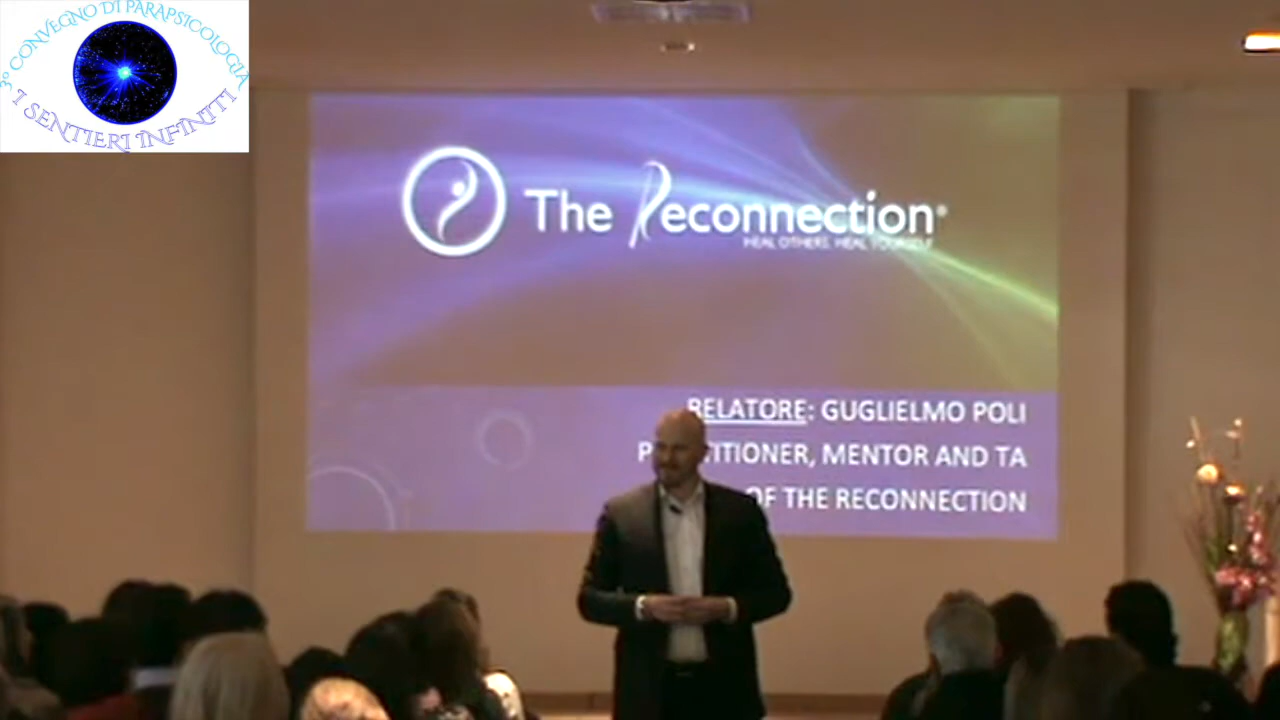 3° CONVEGNO DI PARAPSICOLOGIA
I SENTIERI INFINITI
The Reconnection®
HEAL OTHERS. HEAL YOURSELF
RELATORE: GUGLIELMO POLI
MENTOR AND TA
OF THE RECONNECTION